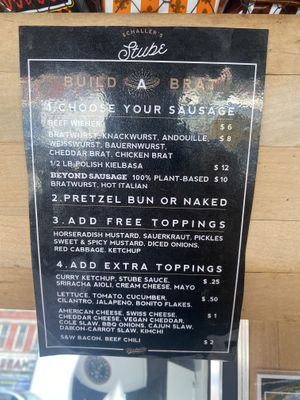 SCHALLER'S
Stube
BUILD A BRAT
1. CHOOSE YOUR SAUSAGE
BEEF WIENER $ 6
BRATWURST, KNACKWURST, ANDOUILLE, $ 8
WEISSWURST, BAUERNWURST,
CHEDDAR BRAT, CHICKEN BRAT
1/2 LB POLISH KIELBASA $ 12
BEYOND SAUSAGE 100% PLANT-BASED $ 10
BRATWURST, HOT ITALIAN
2. PRETZEL BUN OR NAKED
3. ADD FREE TOPPINGS
HORSERADISH MUSTARD, SAUERKRAUT, PICKLES
SWEET & SPICY MUSTARD, DICED ONIONS,
RED CABBAGE, KETCHUP
4. ADD EXTRA TOPPINGS
CURRY KETCHUP, STUBE SAUCE, $ .25
SRIRACHA AIOLI, CREAM CHEESE, MAYO
LETTUCE, TOMATO, CUCUMBER, $ .50
CILANTRO, JALAPENO, BONITO FLAKES,
AMERICAN CHEESE, SWISS CHEESE, $ 1
CHEDDAR CHEESE, VEGAN CHEDDAR,
COLE SLAW, BBQ ONIONS, CAJUN SLAW,
DAIKON-CARROT SLAW, KIMCHI
S&W BACON, BEEF CHILI $ 2